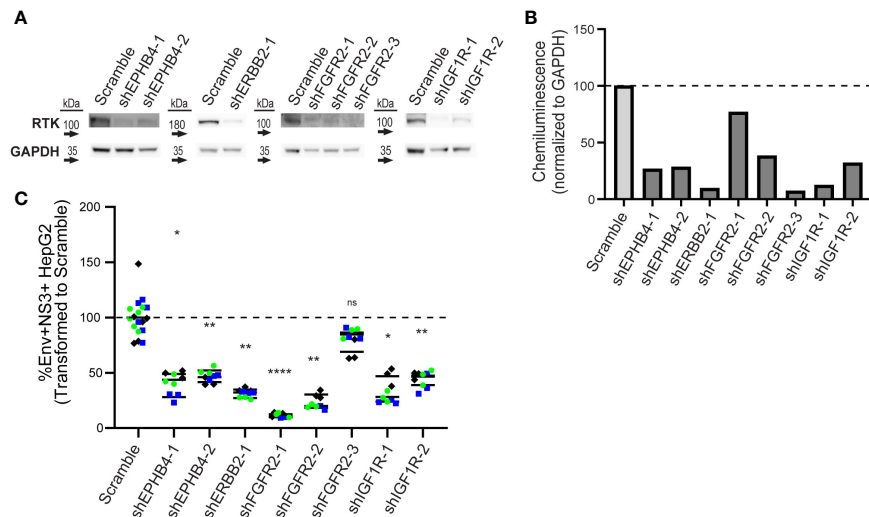 A
Scramble
shEPHB4-1
shEPHB4-2
Scramble
shERBB2-1
Scramble
shFGFR2-1
shFGFR2-2
shFGFR2-3
Scramble
shIGF1R-1
shIGF1R-2
kDa kDa kDa kDa
RTK 100 180 100 100
GAPDH 35 35 35 35
B
Chemiluminescence
(normalized to GAPDH)
150
100
50
0
Scramble
shEPHB4-1
shEPHB4-2
shERBB2-1
shFGFR2-1
shFGFR2-2
shFGFR2-3
shIGF1R-1
shIGF1R-2
C
%Env+NS3+ HepG2
(Transformed to Scramble)
200
150
100
50
0
* ** ** **** ** ns * **
Scramble
shEPHB4-1
shEPHB4-2
shERBB2-1
shFGFR2-1
shFGFR2-2
shFGFR2-3
shIGF1R-1
shIGF1R-2